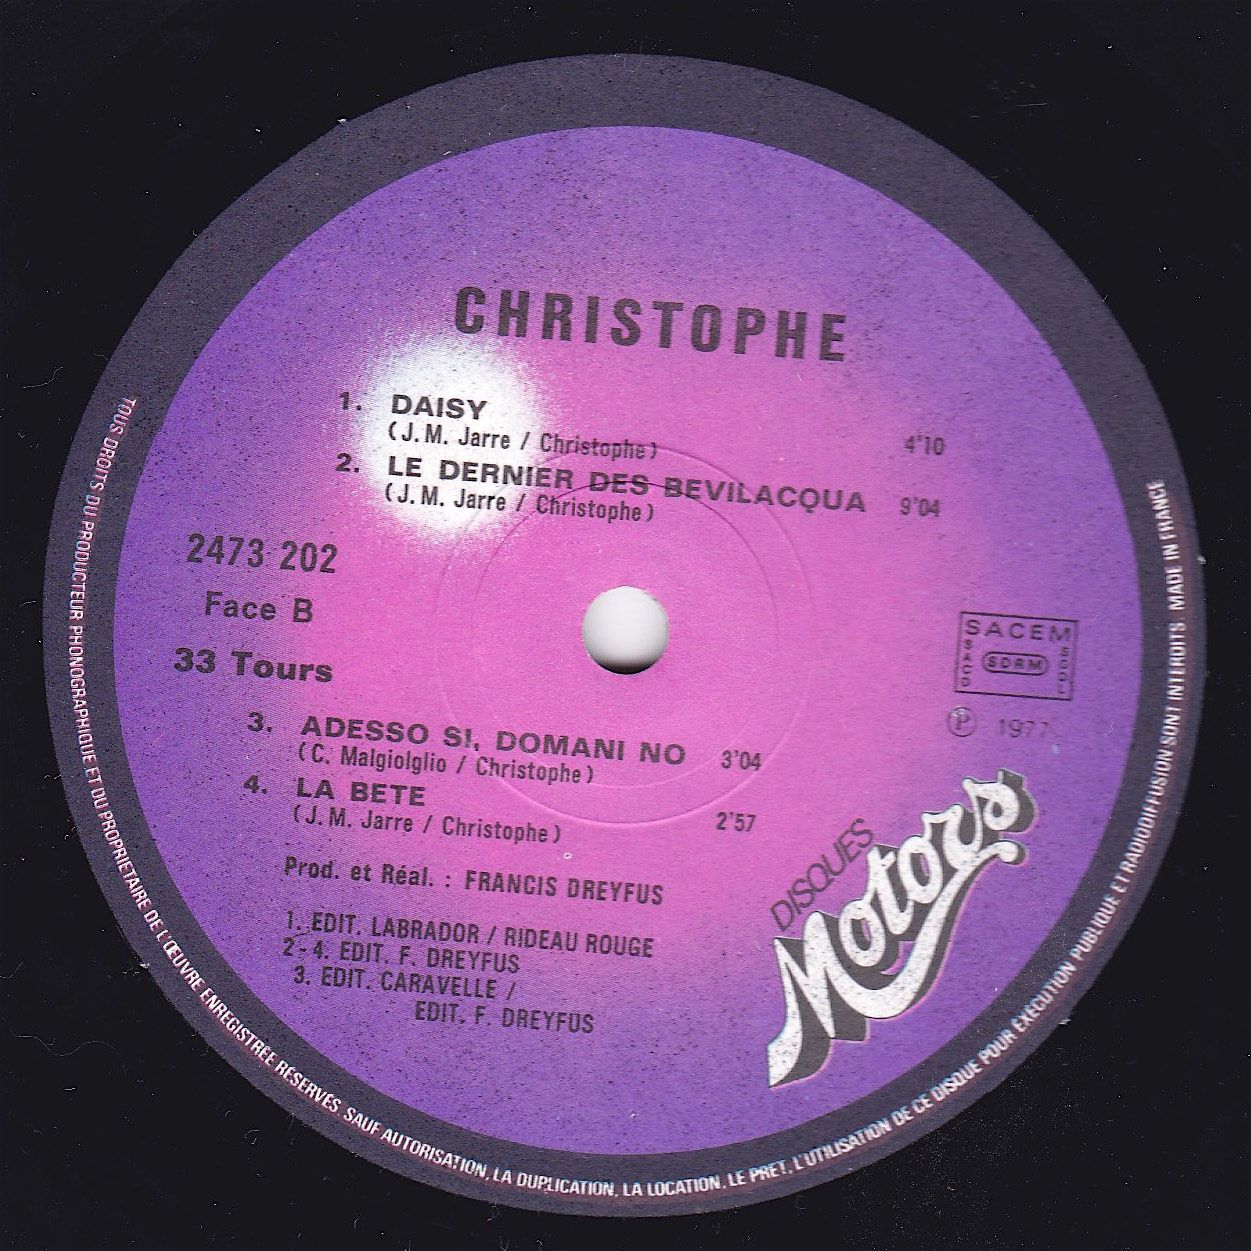 CHRISTOPHE
1. DAISY
(J.M. Jarre / Christophe) 4'10
2. LE DERNIER DES BEVILACQUA 9'04
(J.M. Jarre / Christophe)
2473 202
Face B
33 Tours
SACEM
SACD
SDRM
SGDL
Ⓟ 1977
3. ADESSO SI, DOMANI NO 3'04
(C. Malgiolglio / Christophe)
4. LA BETE
(J.M. Jarre / Christophe) 2'57
Prod. et Réal. : FRANCIS DREYFUS
1. EDIT. LABRADOR / RIDEAU ROUGE
2-4. EDIT. F. DREYFUS
3. EDIT. CARAVELLE /
EDIT. F. DREYFUS
DISQUES
Motors
TOUS DROITS DU PRODUCTEUR PHONOGRAPHIQUE ET DU PROPRIETAIRE DE L'ŒUVRE ENREGISTRÉE RÉSERVÉS. SAUF AUTORISATION, LA DUPLICATION, LA LOCATION, LE PRET, L'UTILISATION DE CE DISQUE POUR EXECUTION PUBLIQUE ET RADIODIFFUSION SONT INTERDITS. MADE IN FRANCE